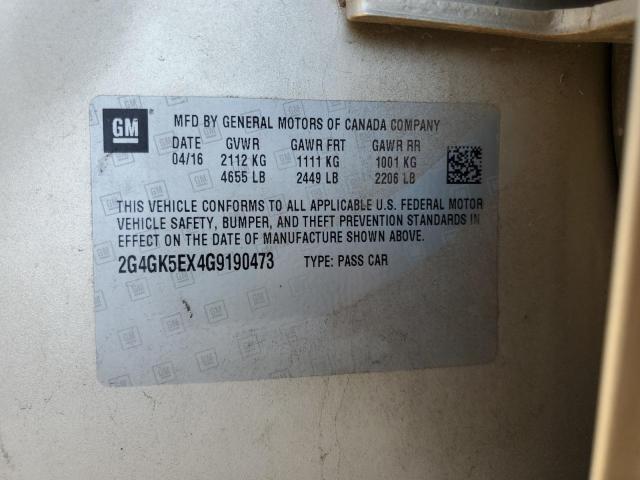 GM
MFD BY GENERAL MOTORS OF CANADA COMPANY
DATE GVWR GAWR FRT GAWR RR
04/16 2112 KG 1111 KG 1001 KG
4655 LB 2449 LB 2206 LB
THIS VEHICLE CONFORMS TO ALL APPLICABLE U.S. FEDERAL MOTOR
VEHICLE SAFETY, BUMPER, AND THEFT PREVENTION STANDARDS IN
EFFECT ON THE DATE OF MANUFACTURE SHOWN ABOVE.
2G4GK5EX4G9190473 TYPE: PASS CAR